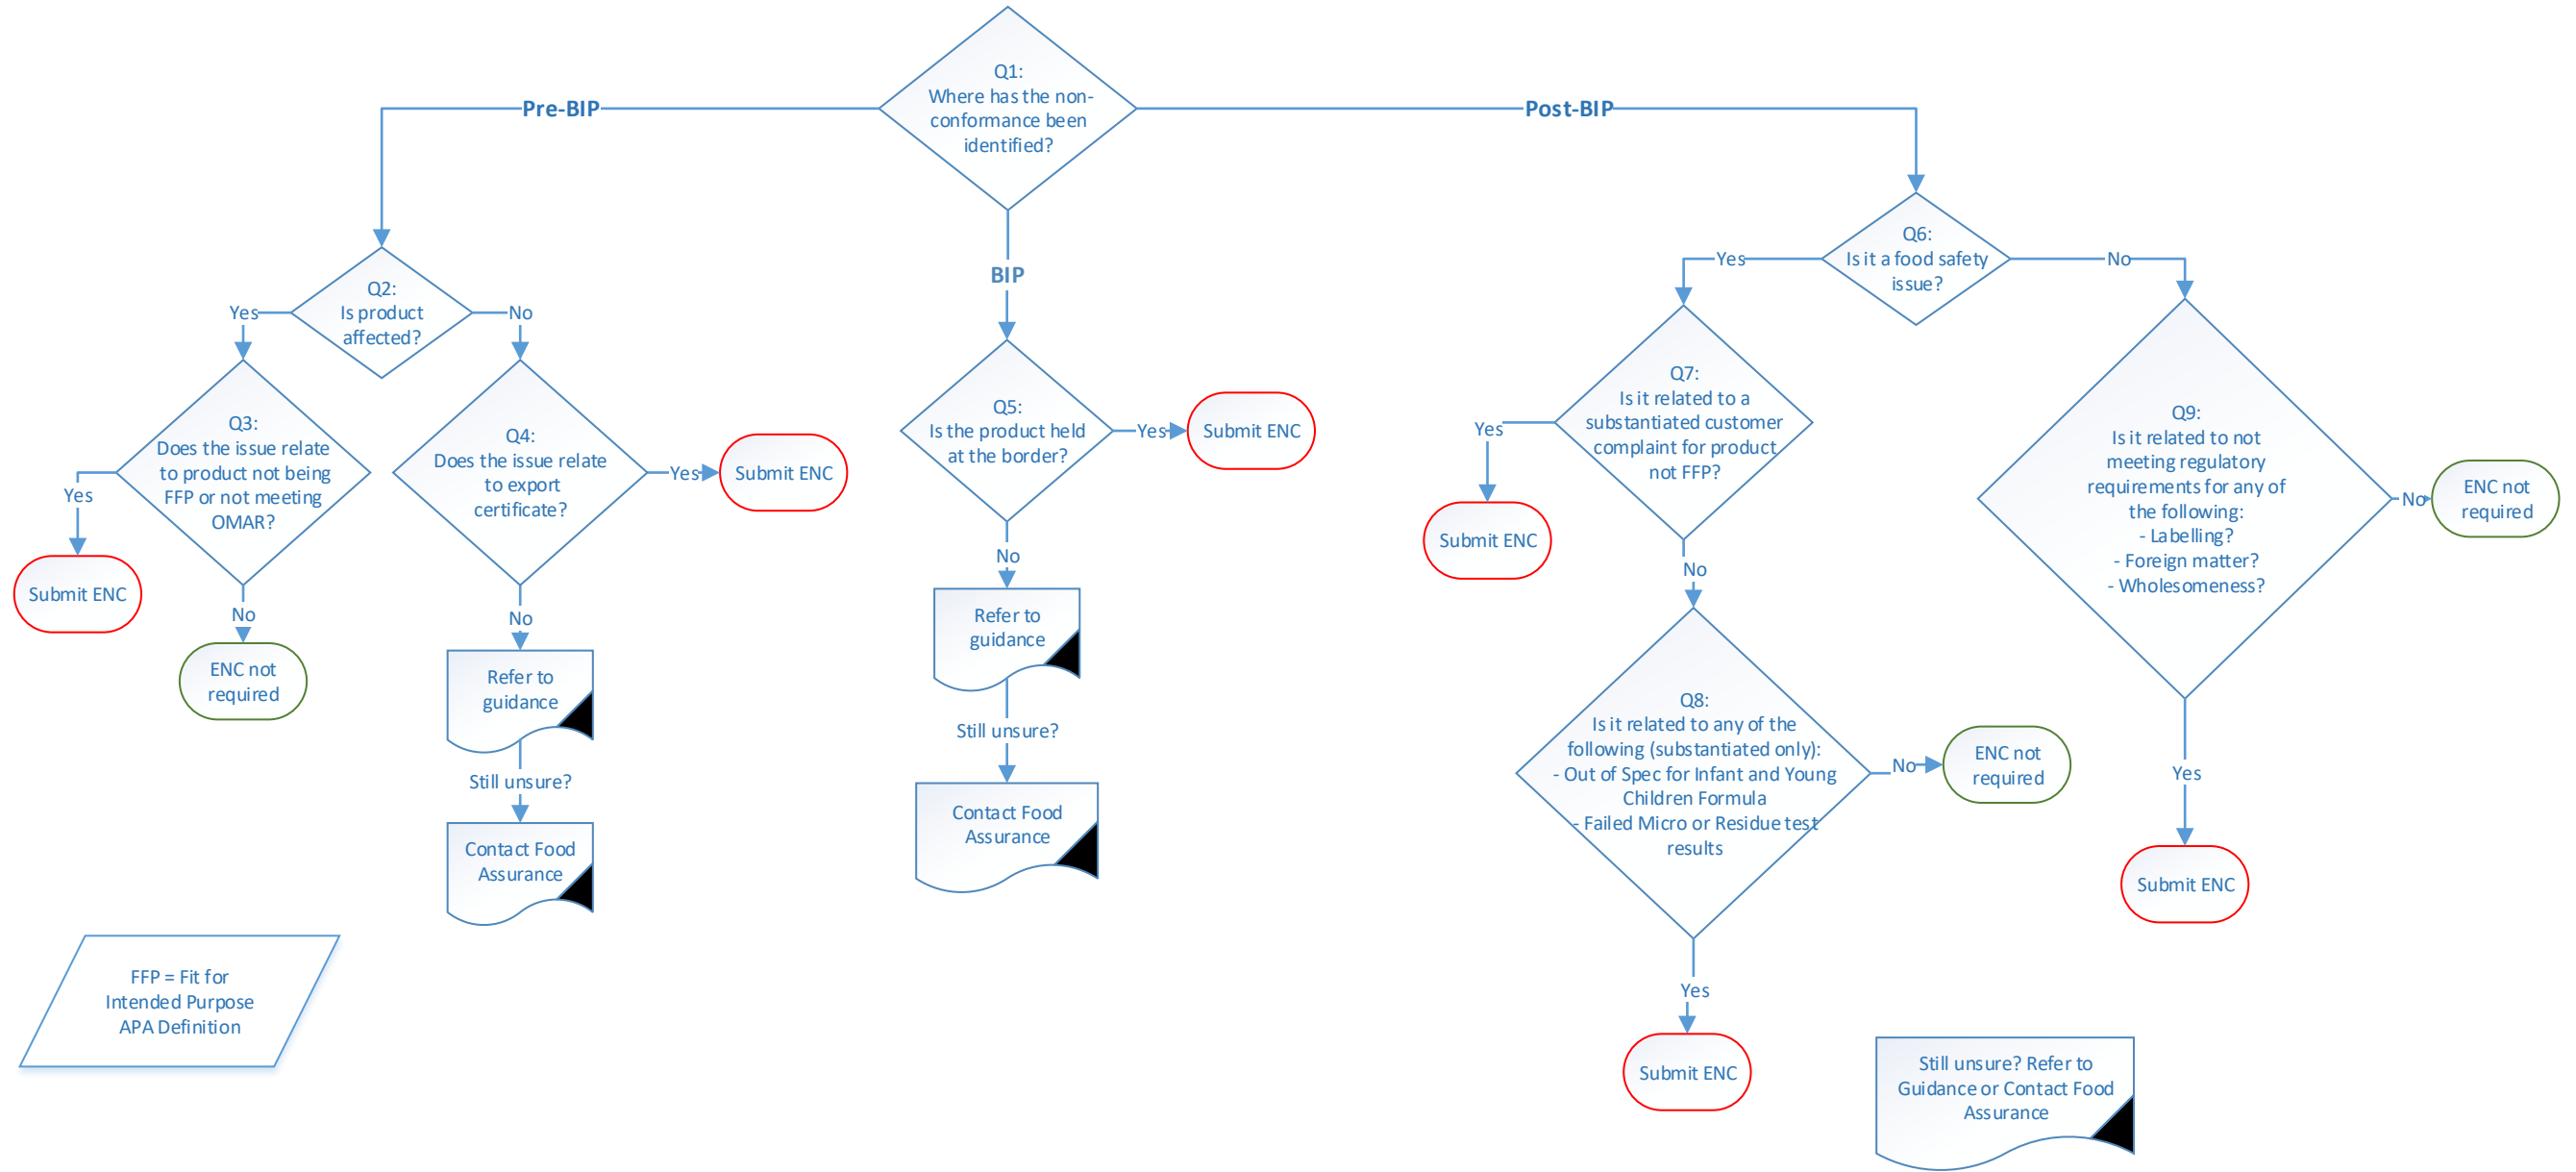 Q1:
Where has the non-
conformance been
identified?
Pre-BIP
Post-BIP
BIP
Q2:
Is product
affected?
Yes
No
Q3:
Does the issue relate
to product not being
FFP or not meeting
OMAR?
Yes
Submit ENC
No
ENC not
required
Q4:
Does the issue relate
to export
certificate?
Yes
Submit ENC
No
Refer to
guidance
Still unsure?
Contact Food
Assurance
Q5:
Is the product held
at the border?
Yes
Submit ENC
No
Refer to
guidance
Still unsure?
Contact Food
Assurance
Q6:
Is it a food safety
issue?
Yes
No
Q7:
Is it related to a
substantiated customer
complaint for product
not FFP?
Yes
Submit ENC
No
Q8:
Is it related to any of the
following (substantiated only):
- Out of Spec for Infant and Young
Children Formula
- Failed Micro or Residue test
results
No
ENC not
required
Yes
Submit ENC
Q9:
Is it related to not
meeting regulatory
requirements for any of
the following:
- Labelling?
- Foreign matter?
- Wholesomeness?
No
ENC not
required
Yes
Submit ENC
FFP = Fit for
Intended Purpose
APA Definition
Still unsure? Refer to
Guidance or Contact Food
Assurance